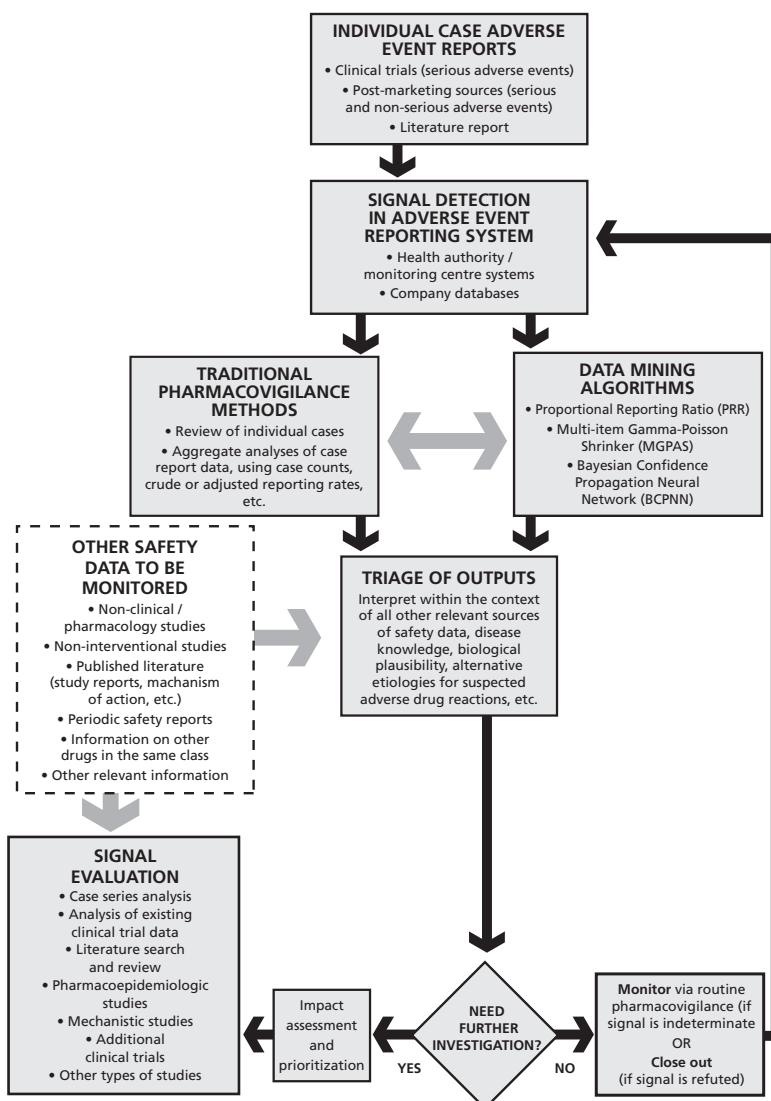 INDIVIDUAL CASE ADVERSE
EVENT REPORTS
• Clinical trials (serious adverse events)
• Post-marketing sources (serious
and non-serious adverse events)
• Literature report
SIGNAL DETECTION
IN ADVERSE EVENT
REPORTING SYSTEM
• Health authority /
monitoring centre systems
• Company databases
TRADITIONAL
PHARMACOVIGILANCE
METHODS
• Review of individual cases
• Aggregate analyses of case
report data, using case counts,
crude or adjusted reporting rates,
etc.
DATA MINING
ALGORITHMS
• Proportional Reporting Ratio (PRR)
• Multi-item Gamma-Poisson
Shrinker (MGPAS)
• Bayesian Confidence
Propagation Neural
Network (BCPNN)
OTHER SAFETY
DATA TO BE
MONITORED
• Non-clinical /
pharmacology studies
• Non-interventional studies
• Published literature
(study reports, machanism
of action, etc.)
• Periodic safety reports
• Information on other
drugs in the same class
• Other relevant information
TRIAGE OF OUTPUTS
Interpret within the context
of all other relevant sources
of safety data, disease
knowledge, biological
plausibility, alternative
etiologies for suspected
adverse drug reactions, etc.
SIGNAL
EVALUATION
• Case series analysis
• Analysis of existing
clinical trial data
• Literature search
and review
• Pharmacoepidemiologic
studies
• Mechanistic studies
• Additional
clinical trials
• Other types of studies
Impact
assessment
and
prioritization
YES
NEED
FURTHER
INVESTIGATION?
NO
Monitor via routine
pharmacovigilance (if
signal is indeterminate
OR
Close out
(if signal is refuted)